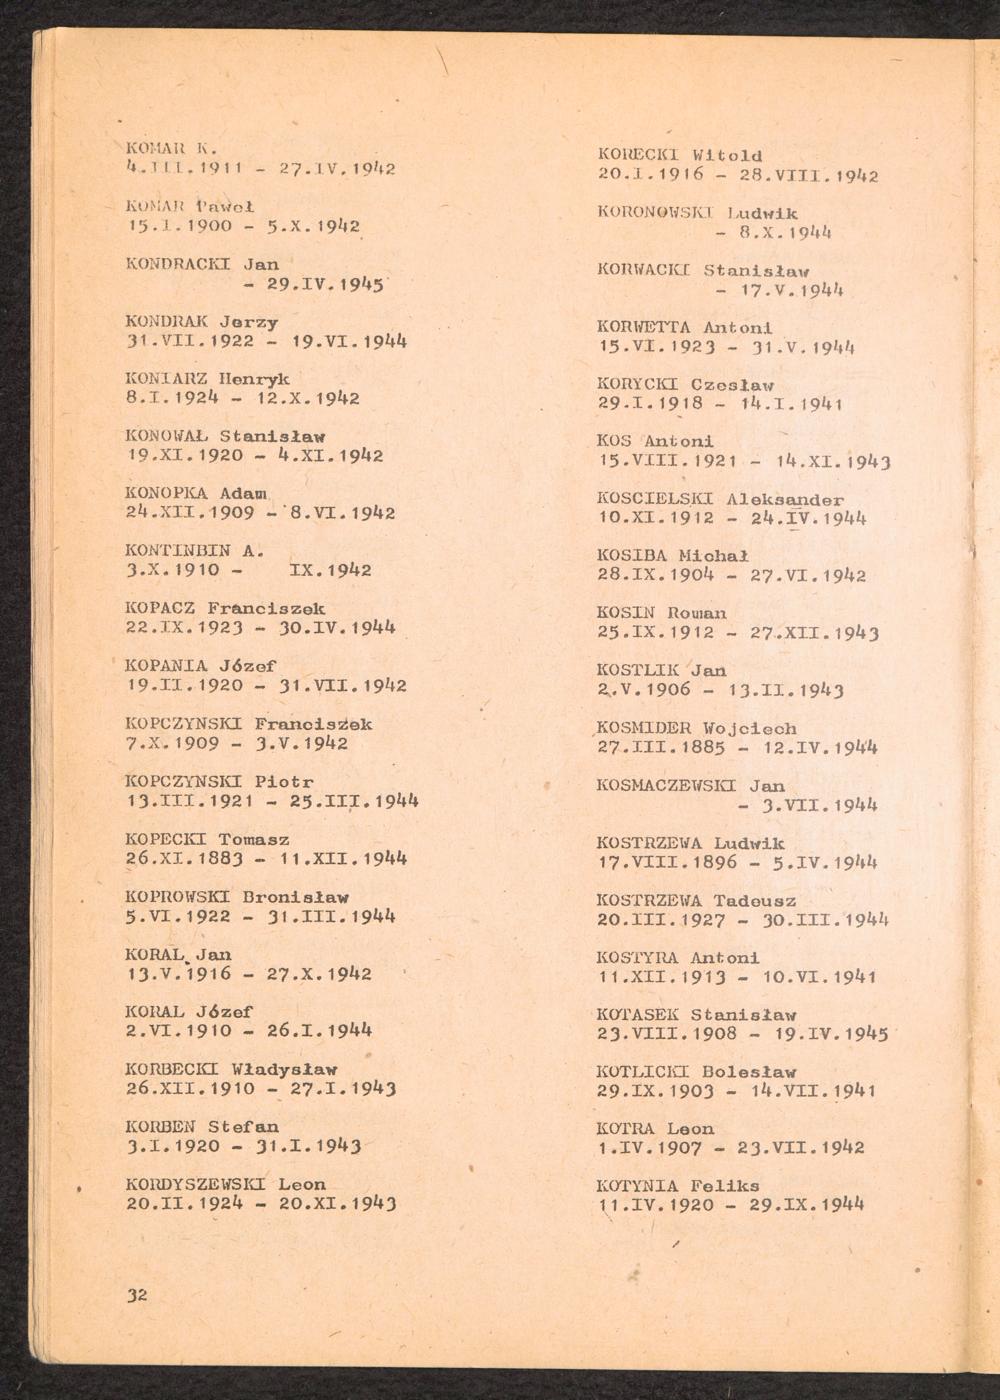 KOMAR K.
4.III.1911 - 27.IV.1942
KOMAR Paweł
15.I.1900 - 5.X.1942
KONDRACKI Jan
- 29.IV.1945
KONDRAK Jerzy
31.VII.1922 - 19.VI.1944
KONIARZ Henryk
8.I.1924 - 12.X.1942
KONOWAŁ Stanisław
19.XI.1920 - 4.XI.1942
KONOPKA Adam
24.XII.1909 - 8.VI.1942
KONTINBIN A.
3.X.1910 - IX.1942
KOPACZ Franciszek
22.IX.1923 - 30.IV.1944
KOPANIA Józef
19.II.1920 - 31.VII.1942
KOPCZYNSKI Franciszek
7.X.1909 - 3.V.1942
KOPCZYNSKI Piotr
13.III.1921 - 25.III.1944
KOPECKI Tomasz
26.XI.1883 - 11.XII.1944
KOPROWSKI Bronisław
5.VI.1922 - 31.III.1944
KORAL Jan
13.V.1916 - 27.X.1942
KORAL Józef
2.VI.1910 - 26.I.1944
KORBECKI Władysław
26.XII.1910 - 27.I.1943
KORBEN Stefan
3.I.1920 - 31.I.1943
KORDYSZEWSKI Leon
20.II.1924 - 20.XI.1943
KORECKI Witold
20.I.1916 - 28.VIII.1942
KORONOWSKI Ludwik
- 8.X.1944
KORWACKI Stanisław
- 17.V.1944
KORWETTA Antoni
15.VI.1923 - 31.V.1944
KORYCKI Czesław
29.I.1918 - 14.I.1941
KOS Antoni
15.VIII.1921 - 14.XI.1943
KOSCIELSKI Aleksander
10.XI.1912 - 24.IV.1944
KOSIBA Michał
28.IX.1904 - 27.VI.1942
KOSIN Roman
25.IX.1912 - 27.XII.1943
KOSTLIK Jan
2.V.1906 - 13.II.1943
KOSMIDER Wojciech
27.III.1885 - 12.IV.1944
KOSMACZEWSKI Jan
- 3.VII.1944
KOSTRZEWA Ludwik
17.VIII.1896 - 5.IV.1944
KOSTRZEWA Tadeusz
20.III.1927 - 30.III.1944
KOSTYRA Antoni
11.XII.1913 - 10.VI.1941
KOTASEK Stanisław
23.VIII.1908 - 19.IV.1945
KOTLICKI Bolesław
29.IX.1903 - 14.VII.1941
KOTRA Leon
1.IV.1907 - 23.VII.1942
KOTYNIA Feliks
11.IV.1920 - 29.IX.1944
32